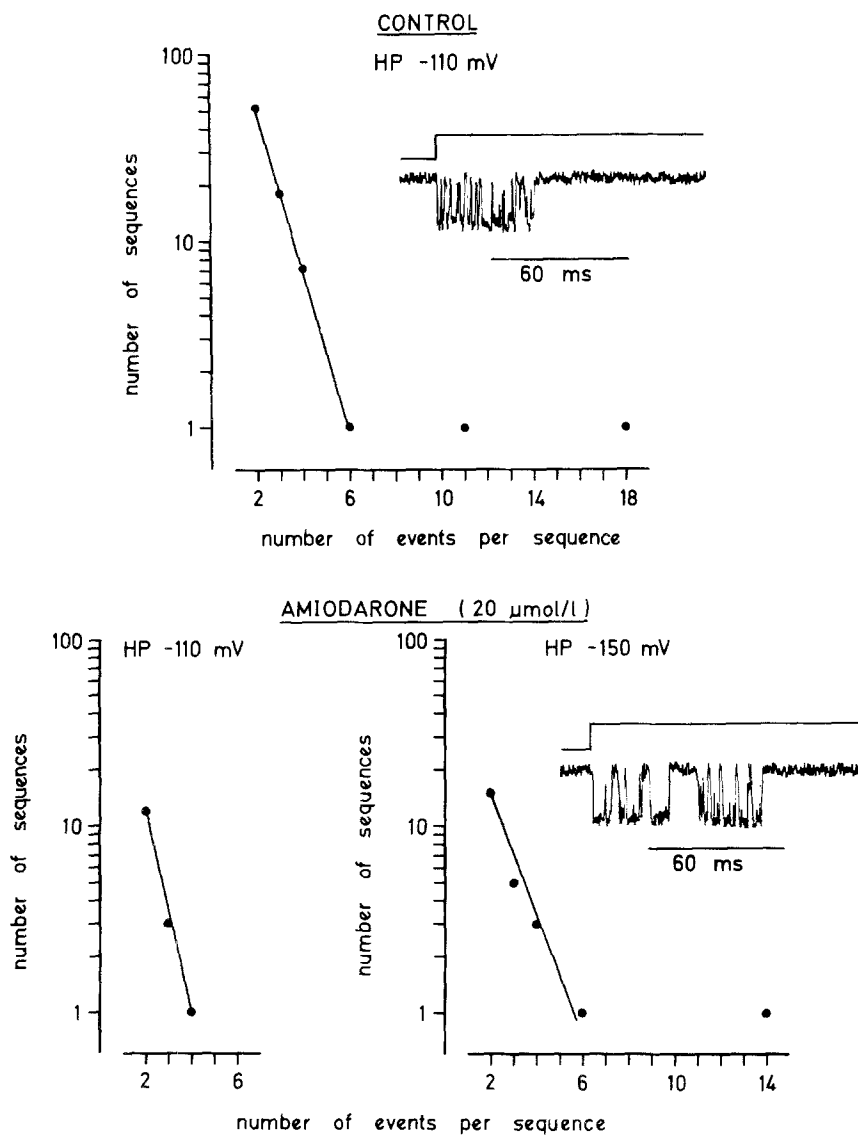 CONTROL
HP -110 mV
100
10
1
number of sequences
60 ms
2 6 10 14 18
number of events per sequence
AMIODARONE (20 µmol/l)
HP -110 mV
100
10
1
number of sequences
2 6
HP -150 mV
100
10
1
number of sequences
60 ms
2 6 10 14
number of events per sequence